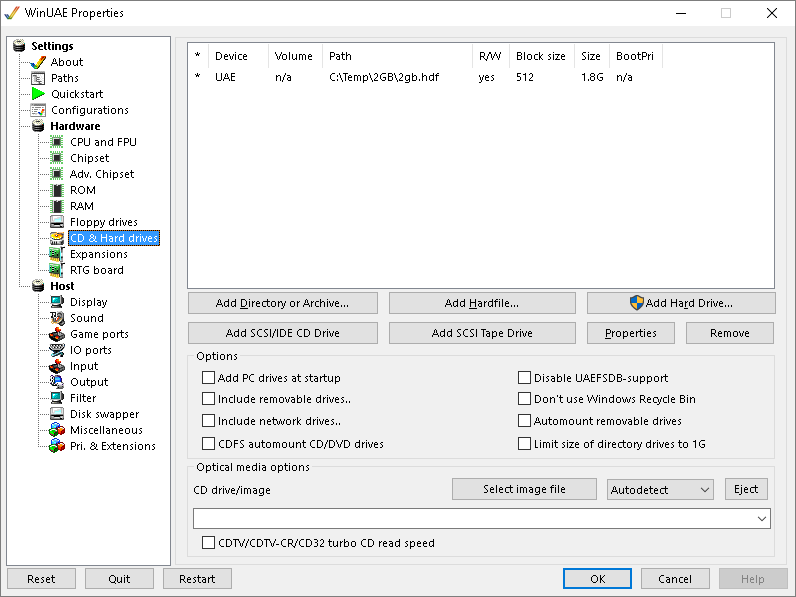 WinUAE Properties
Settings
About
Paths
Quickstart
Configurations
Hardware
CPU and FPU
Chipset
Adv. Chipset
ROM
RAM
Floppy drives
CD & Hard drives
Expansions
RTG board
Host
Display
Sound
Game ports
IO ports
Input
Output
Filter
Disk swapper
Miscellaneous
Pri. & Extensions
* Device Volume Path R/W Block size Size BootPri
* UAE n/a C:\Temp\2GB\2gb.hdf yes 512 1.8G n/a
Add Directory or Archive... Add Hardfile... Add Hard Drive...
Add SCSI/IDE CD Drive Add SCSI Tape Drive Properties Remove
Options
Add PC drives at startup Disable UAEFSDB-support
Include removable drives.. Don't use Windows Recycle Bin
Include network drives.. Automount removable drives
CDFS automount CD/DVD drives Limit size of directory drives to 1G
Optical media options
CD drive/image Select image file Autodetect Eject
CDTV/CDTV-CR/CD32 turbo CD read speed
Reset Quit Restart OK Cancel Help